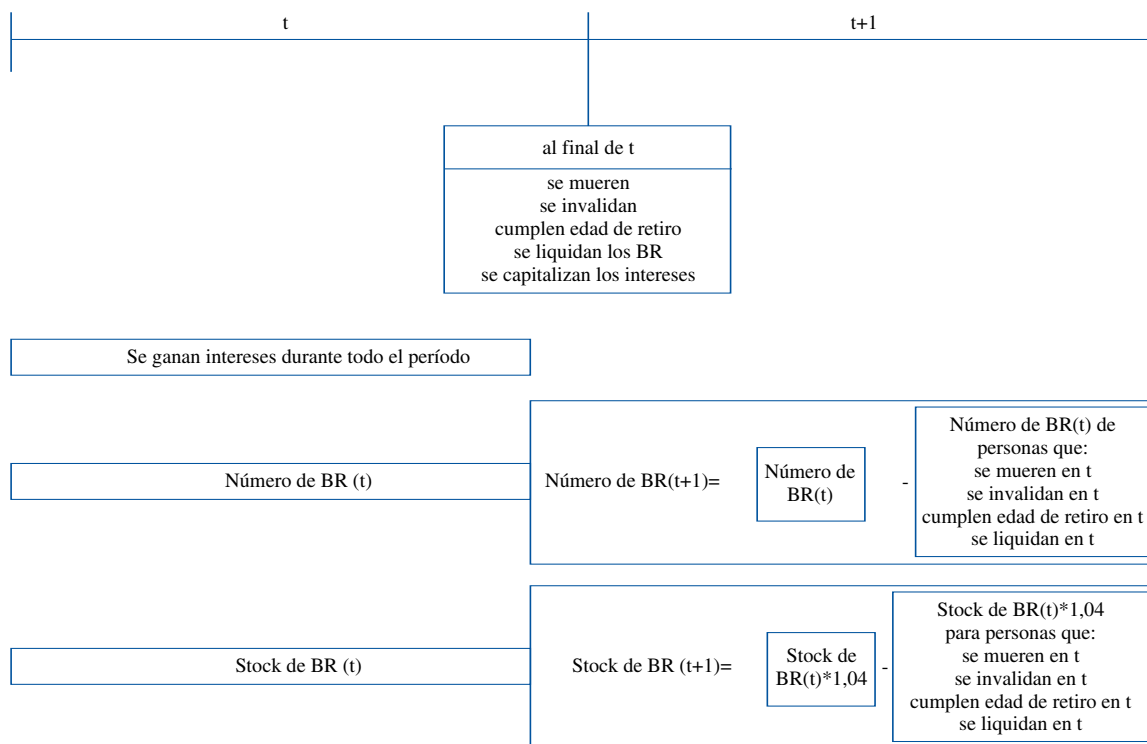 t
t+1
al final de t
se mueren
se invalidan
cumplen edad de retiro
se liquidan los BR
se capitalizan los intereses
Se ganan intereses durante todo el período
Número de BR (t)
Número de BR(t+1)=
Número de
BR(t)
-
Número de BR(t) de
personas que:
se mueren en t
se invalidan en t
cumplen edad de retiro en t
se liquidan en t
Stock de BR (t)
Stock de BR (t+1)=
Stock de
BR(t)*1,04
-
Stock de BR(t)*1,04
para personas que:
se mueren en t
se invalidan en t
cumplen edad de retiro en t
se liquidan en t